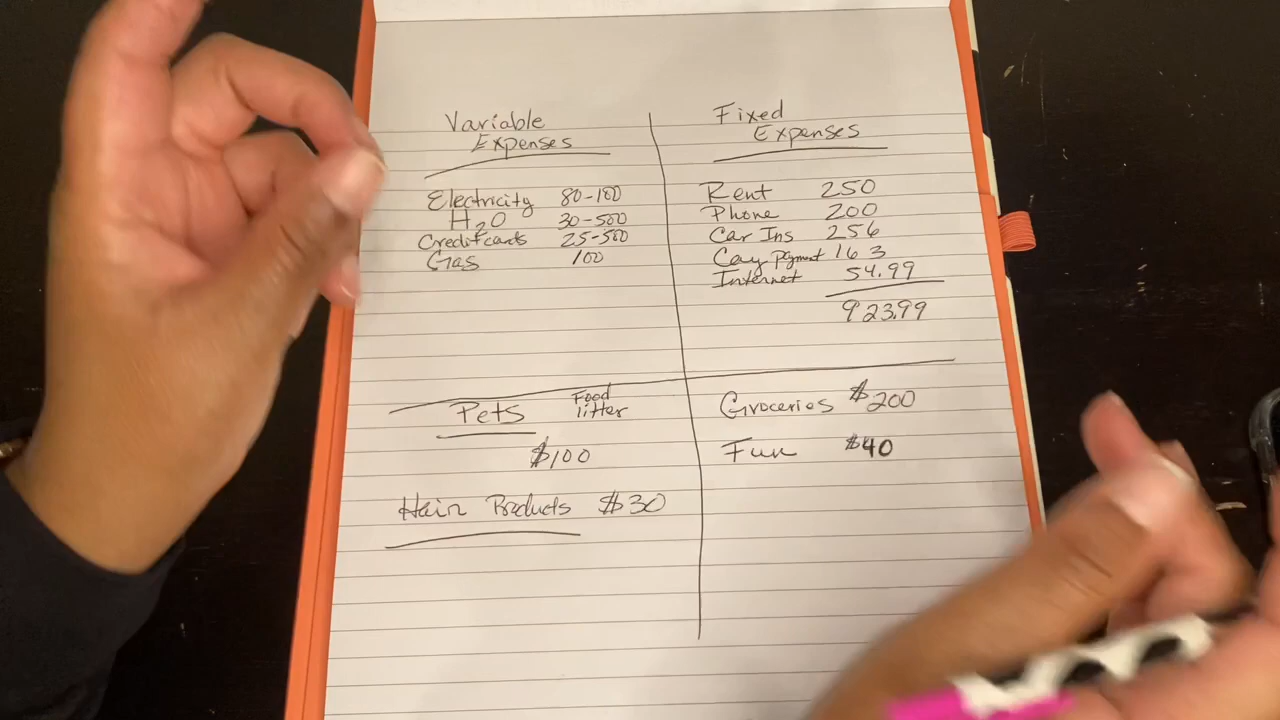 Variable
Expenses
Electricity 80-180
H2O 30-500
Creditcards 25-500
Gas 100
Fixed
Expenses
Rent 250
Phone 200
Car Ins 256
Car payment 163
Internet 54.99
923.99
Pets Food
litter
$100
Hair Products $30
Groceries $200
Fun $40